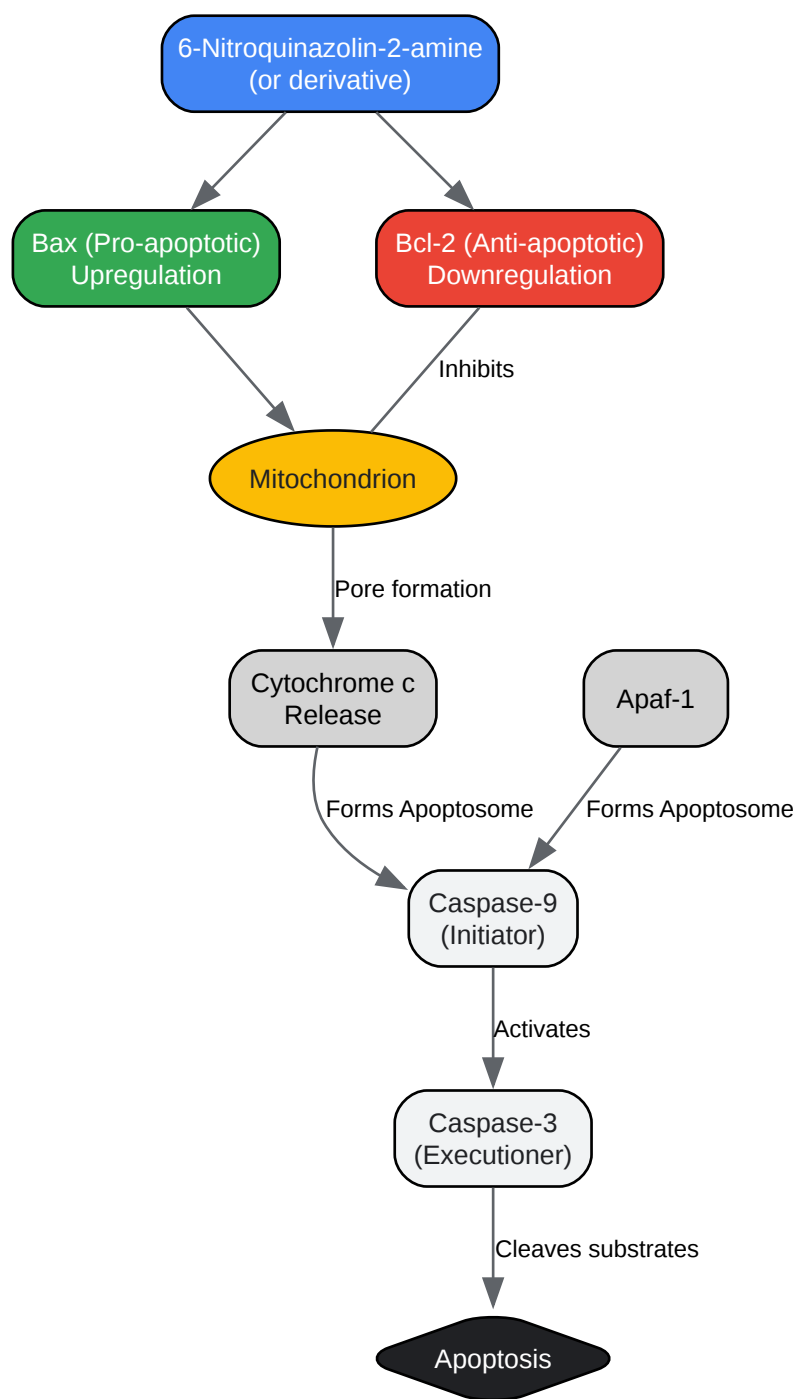 6-Nitroquinazolin-2-amine
(or derivative)
Bax (Pro-apoptotic)
Upregulation
Bcl-2 (Anti-apoptotic)
Downregulation
Inhibits
Mitochondrion
Pore formation
Cytochrome c
Release
Apaf-1
Forms Apoptosome
Forms Apoptosome
Caspase-9
(Initiator)
Activates
Caspase-3
(Executioner)
Cleaves substrates
Apoptosis